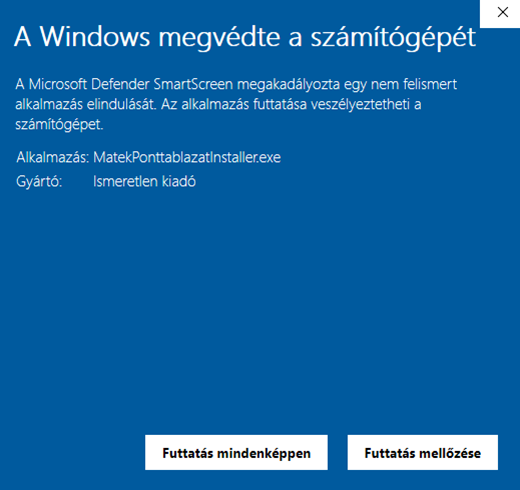 A Windows megvédte a számítógépét
A Microsoft Defender SmartScreen megakadályozta egy nem felismert
alkalmazás elindulását. Az alkalmazás futtatása veszélyeztetheti a
számítógépet.
Alkalmazás: MatekPonttablazatInstaller.exe
Gyártó: Ismeretlen kiadó
Futtatás mindenképpen Futtatás mellőzése